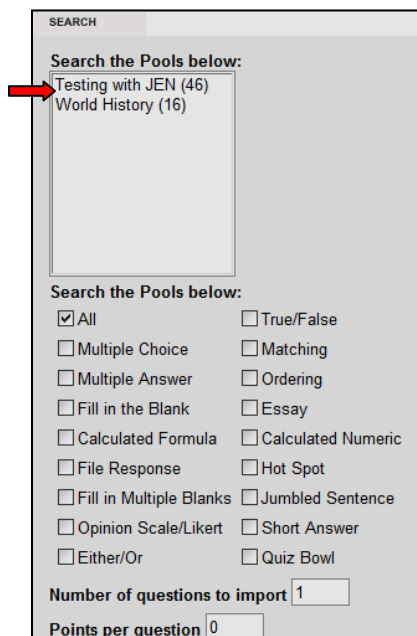 SEARCH
Search the Pools below:
Testing with JEN (46)
World History (16)
Search the Pools below:
All True/False
Multiple Choice Matching
Multiple Answer Ordering
Fill in the Blank Essay
Calculated Formula Calculated Numeric
File Response Hot Spot
Fill in Multiple Blanks Jumbled Sentence
Opinion Scale/Likert Short Answer
Either/Or Quiz Bowl
Number of questions to import 1
Points per question 0